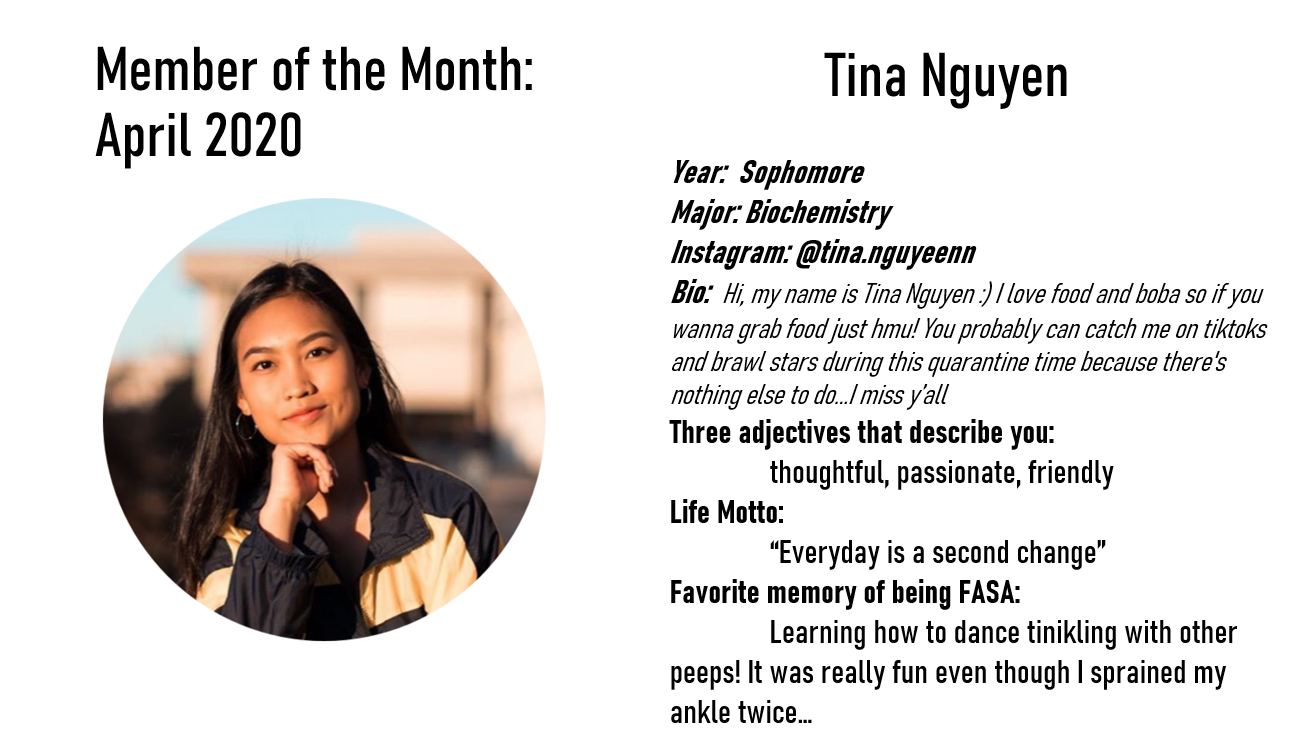 Member of the Month:
April 2020
Tina Nguyen
Year: Sophomore
Major: Biochemistry
Instagram: @tina.nguyeenn
Bio: Hi, my name is Tina Nguyen :) I love food and boba so if you
wanna grab food just hmu! You probably can catch me on tiktoks
and brawl stars during this quarantine time because there's
nothing else to do...I miss y'all
Three adjectives that describe you:
thoughtful, passionate, friendly
Life Motto:
“Everyday is a second change”
Favorite memory of being FASA:
Learning how to dance tinikling with other
peeps! It was really fun even though I sprained my
ankle twice...